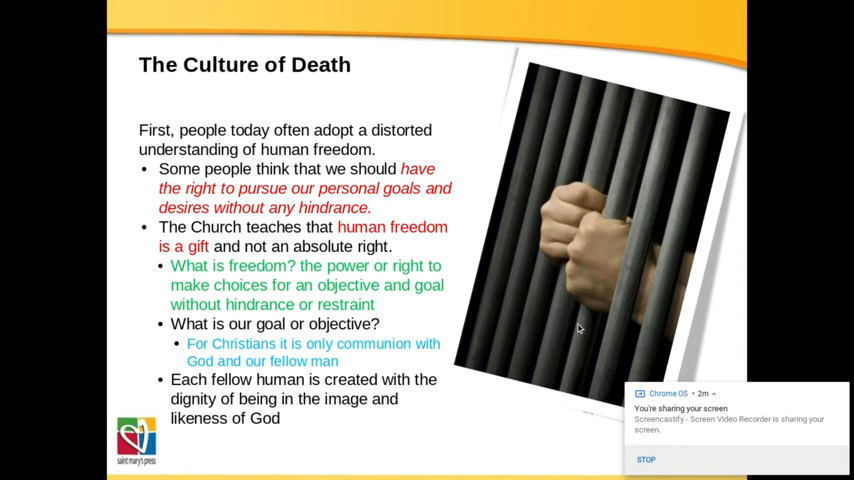 The Culture of Death
First, people today often adopt a distorted
understanding of human freedom.
• Some people think that we should have
the right to pursue our personal goals and
desires without any hindrance.
• The Church teaches that human freedom
is a gift and not an absolute right.
• What is freedom? the power or right to
make choices for an objective and goal
without hindrance or restraint
• What is our goal or objective?
• For Christians it is only communion with
God and our fellow man
• Each fellow human is created with the
dignity of being in the image and
likeness of God
saint mary's press
Chrome OS • 2m
You're sharing your screen
Screencastify - Screen Video Recorder is sharing your
screen.
STOP